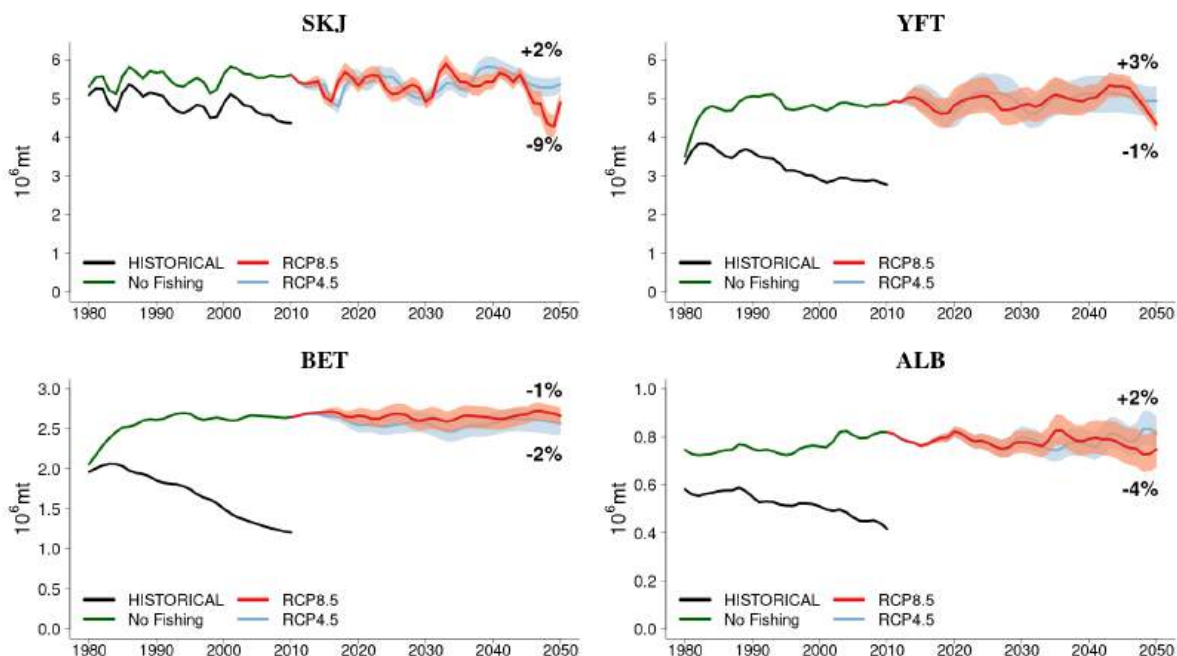 SKJ
10⁶mt
6
5
4
3
2
1
0
+2%
-9%
HISTORICAL
No Fishing
RCP8.5
RCP4.5
1980 1990 2000 2010 2020 2030 2040 2050
YFT
10⁶mt
6
5
4
3
2
1
0
+3%
-1%
HISTORICAL
No Fishing
RCP8.5
RCP4.5
1980 1990 2000 2010 2020 2030 2040 2050
BET
10⁶mt
3.0
2.5
2.0
1.5
1.0
0.5
0.0
-1%
-2%
HISTORICAL
No Fishing
RCP8.5
RCP4.5
1980 1990 2000 2010 2020 2030 2040 2050
ALB
10⁶mt
1.0
0.8
0.6
0.4
0.2
0.0
+2%
-4%
HISTORICAL
No Fishing
RCP8.5
RCP4.5
1980 1990 2000 2010 2020 2030 2040 2050